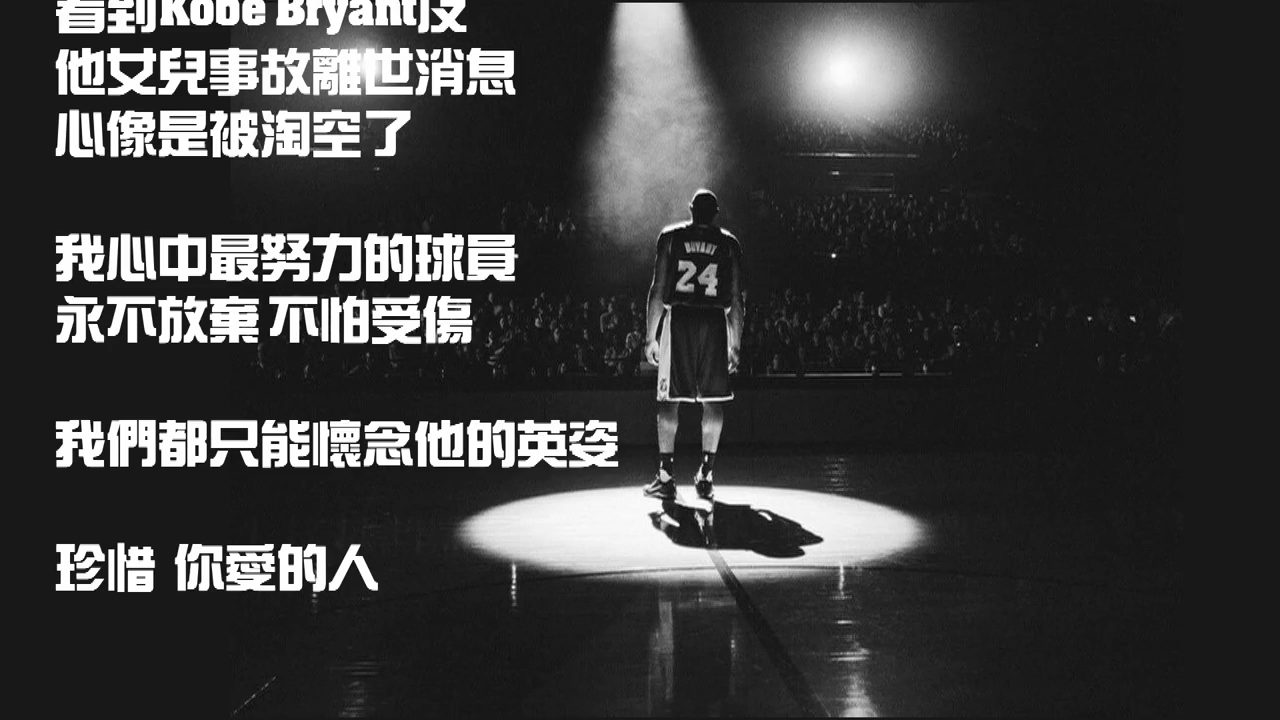 看到Kobe Bryant及
他女兒事故離世消息
心像是被淘空了
我心中最努力的球員
永不放棄 不怕受傷
我們都只能懷念他的英姿
珍惜 你愛的人
BRYANT
24